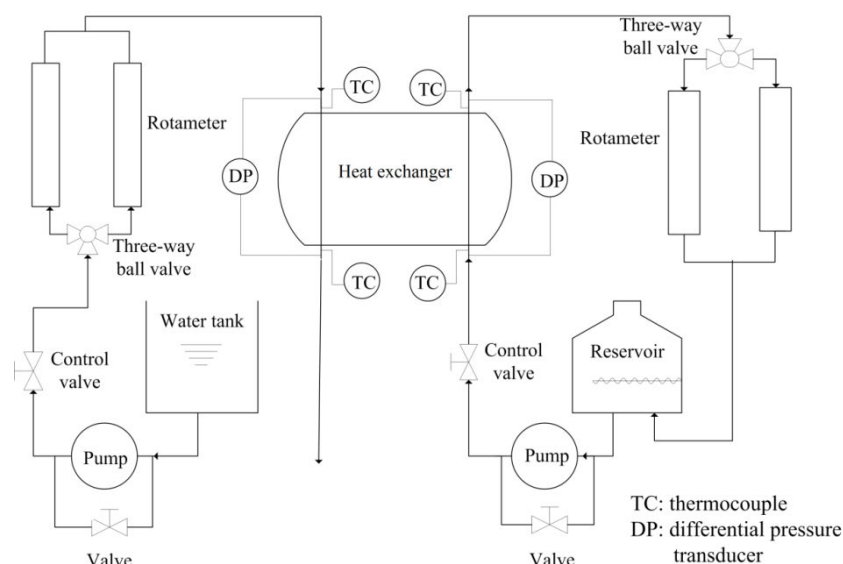 Three-way
ball valve
TC
TC
Rotameter
Rotameter
DP
Heat exchanger
DP
Three-way
ball valve
TC
TC
Water tank
Control
valve
Control
valve
Reservoir
Pump
Pump
TC: thermocouple
DP: differential pressure
transducer
Valve
Valve